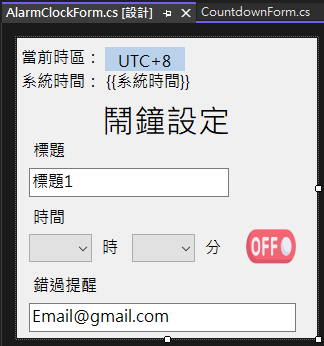 AlarmClockForm.cs [設計] CountdownForm.cs
當前時區： UTC+8
系統時間： {{系統時間}}
鬧鐘設定
標題
標題1
時間
時 分 OFF
錯過提醒
Email@gmail.com